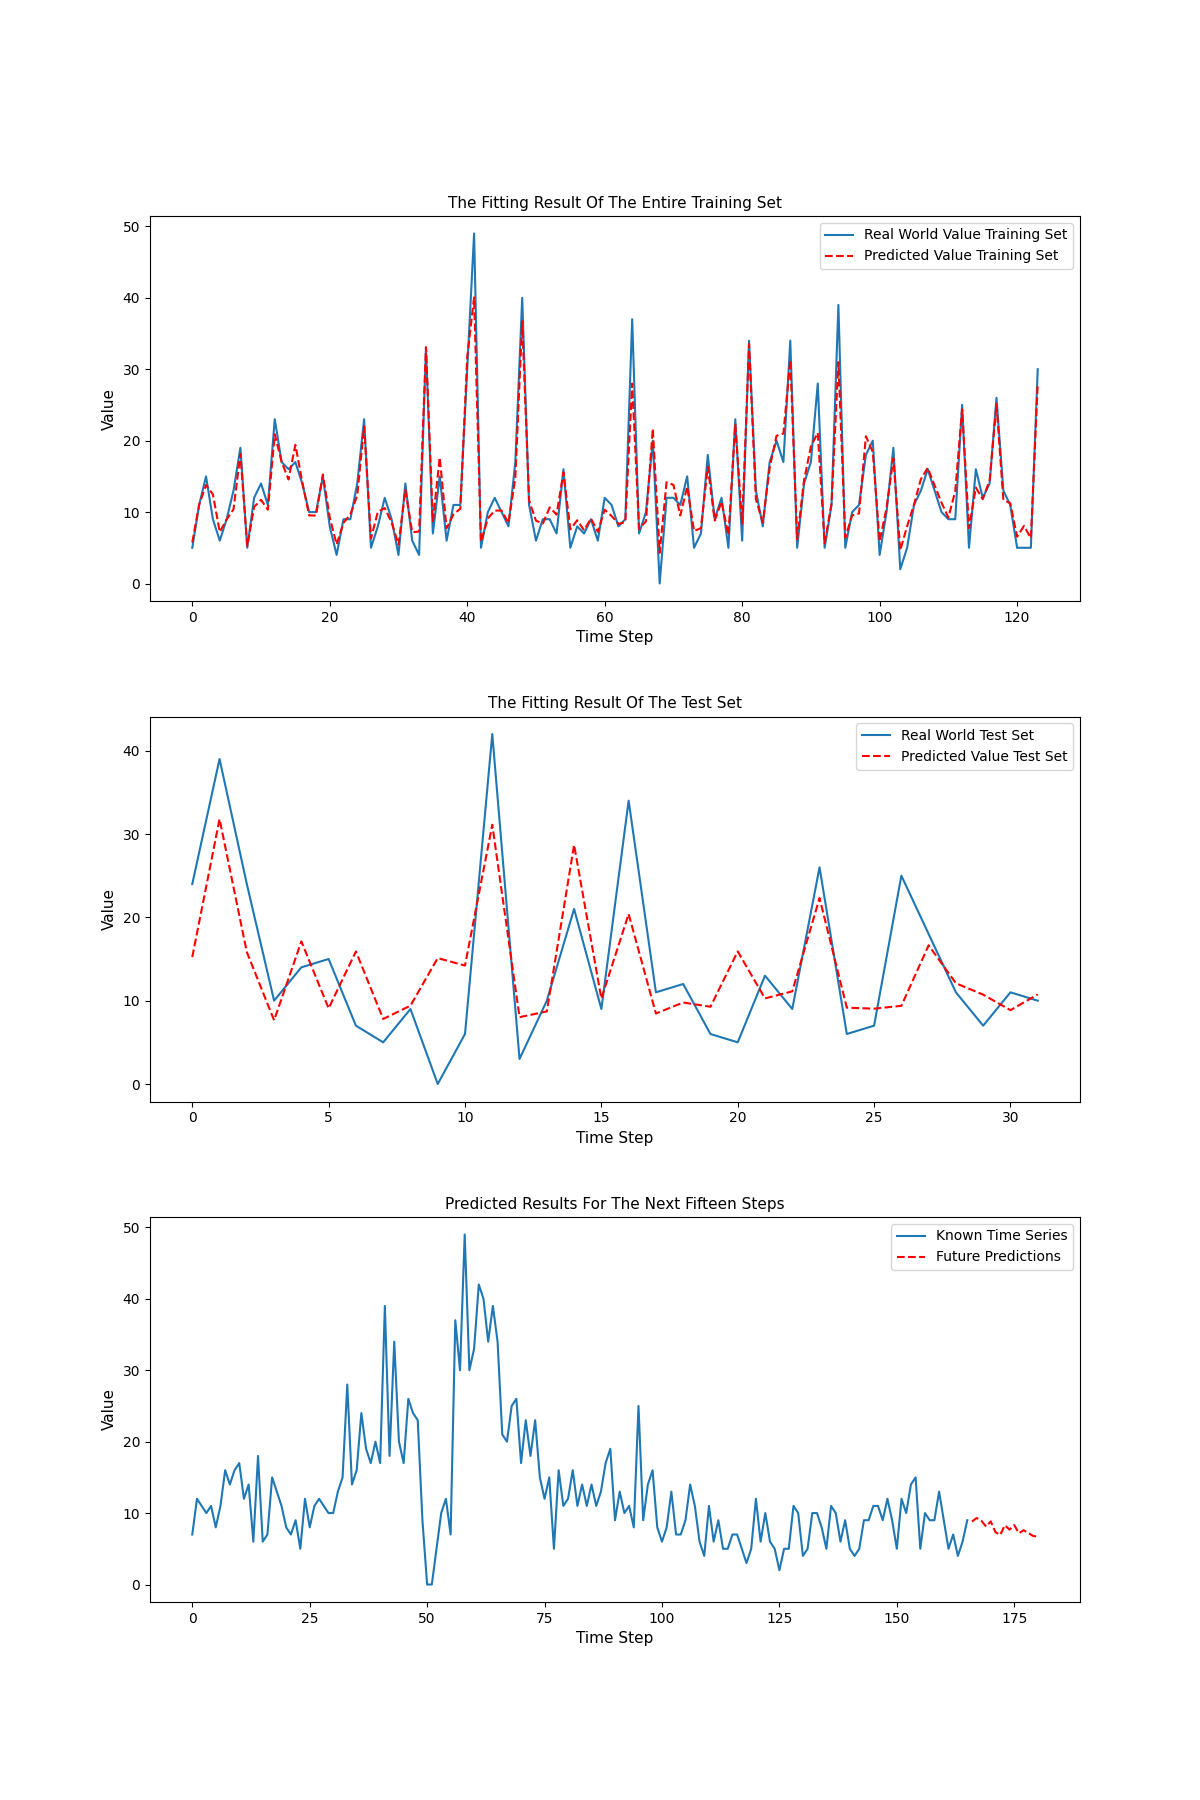 The Fitting Result Of The Entire Training Set
Real World Value Training Set
Predicted Value Training Set
50
40
30
20
10
0
Value
0 20 40 60 80 100 120
Time Step
The Fitting Result Of The Test Set
Real World Test Set
Predicted Value Test Set
40
30
20
10
0
Value
0 5 10 15 20 25 30
Time Step
Predicted Results For The Next Fifteen Steps
Known Time Series
Future Predictions
50
40
30
20
10
0
Value
0 25 50 75 100 125 150 175
Time Step